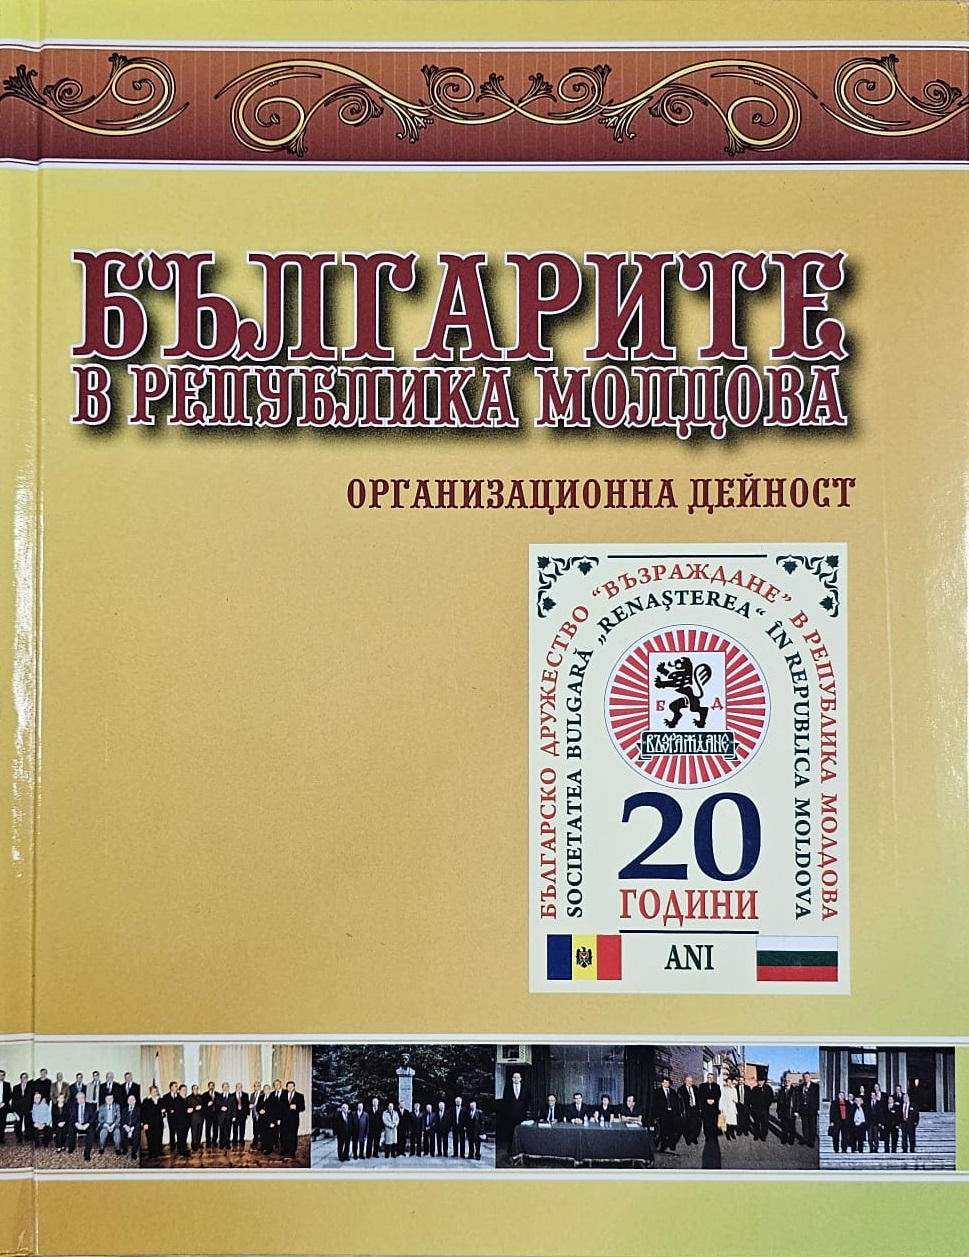 БЪЛГАРИТЕ
В РЕПУБЛИКА МОЛДОВА
ОРГАНИЗАЦИОННА ДЕЙНОСТ
БЪЛГАРСКО ДРУЖЕСТВО “ВЪЗРАЖДАНЕ” В РЕПУБЛИКА МОЛДОВА
SOCIETATEA BULGARĂ „RENAŞTEREA“ ÎN REPUBLICA MOLDOVA
Б Д
ВЪЗРАЖДАНЕ
20
ГОДИНИ
ANI